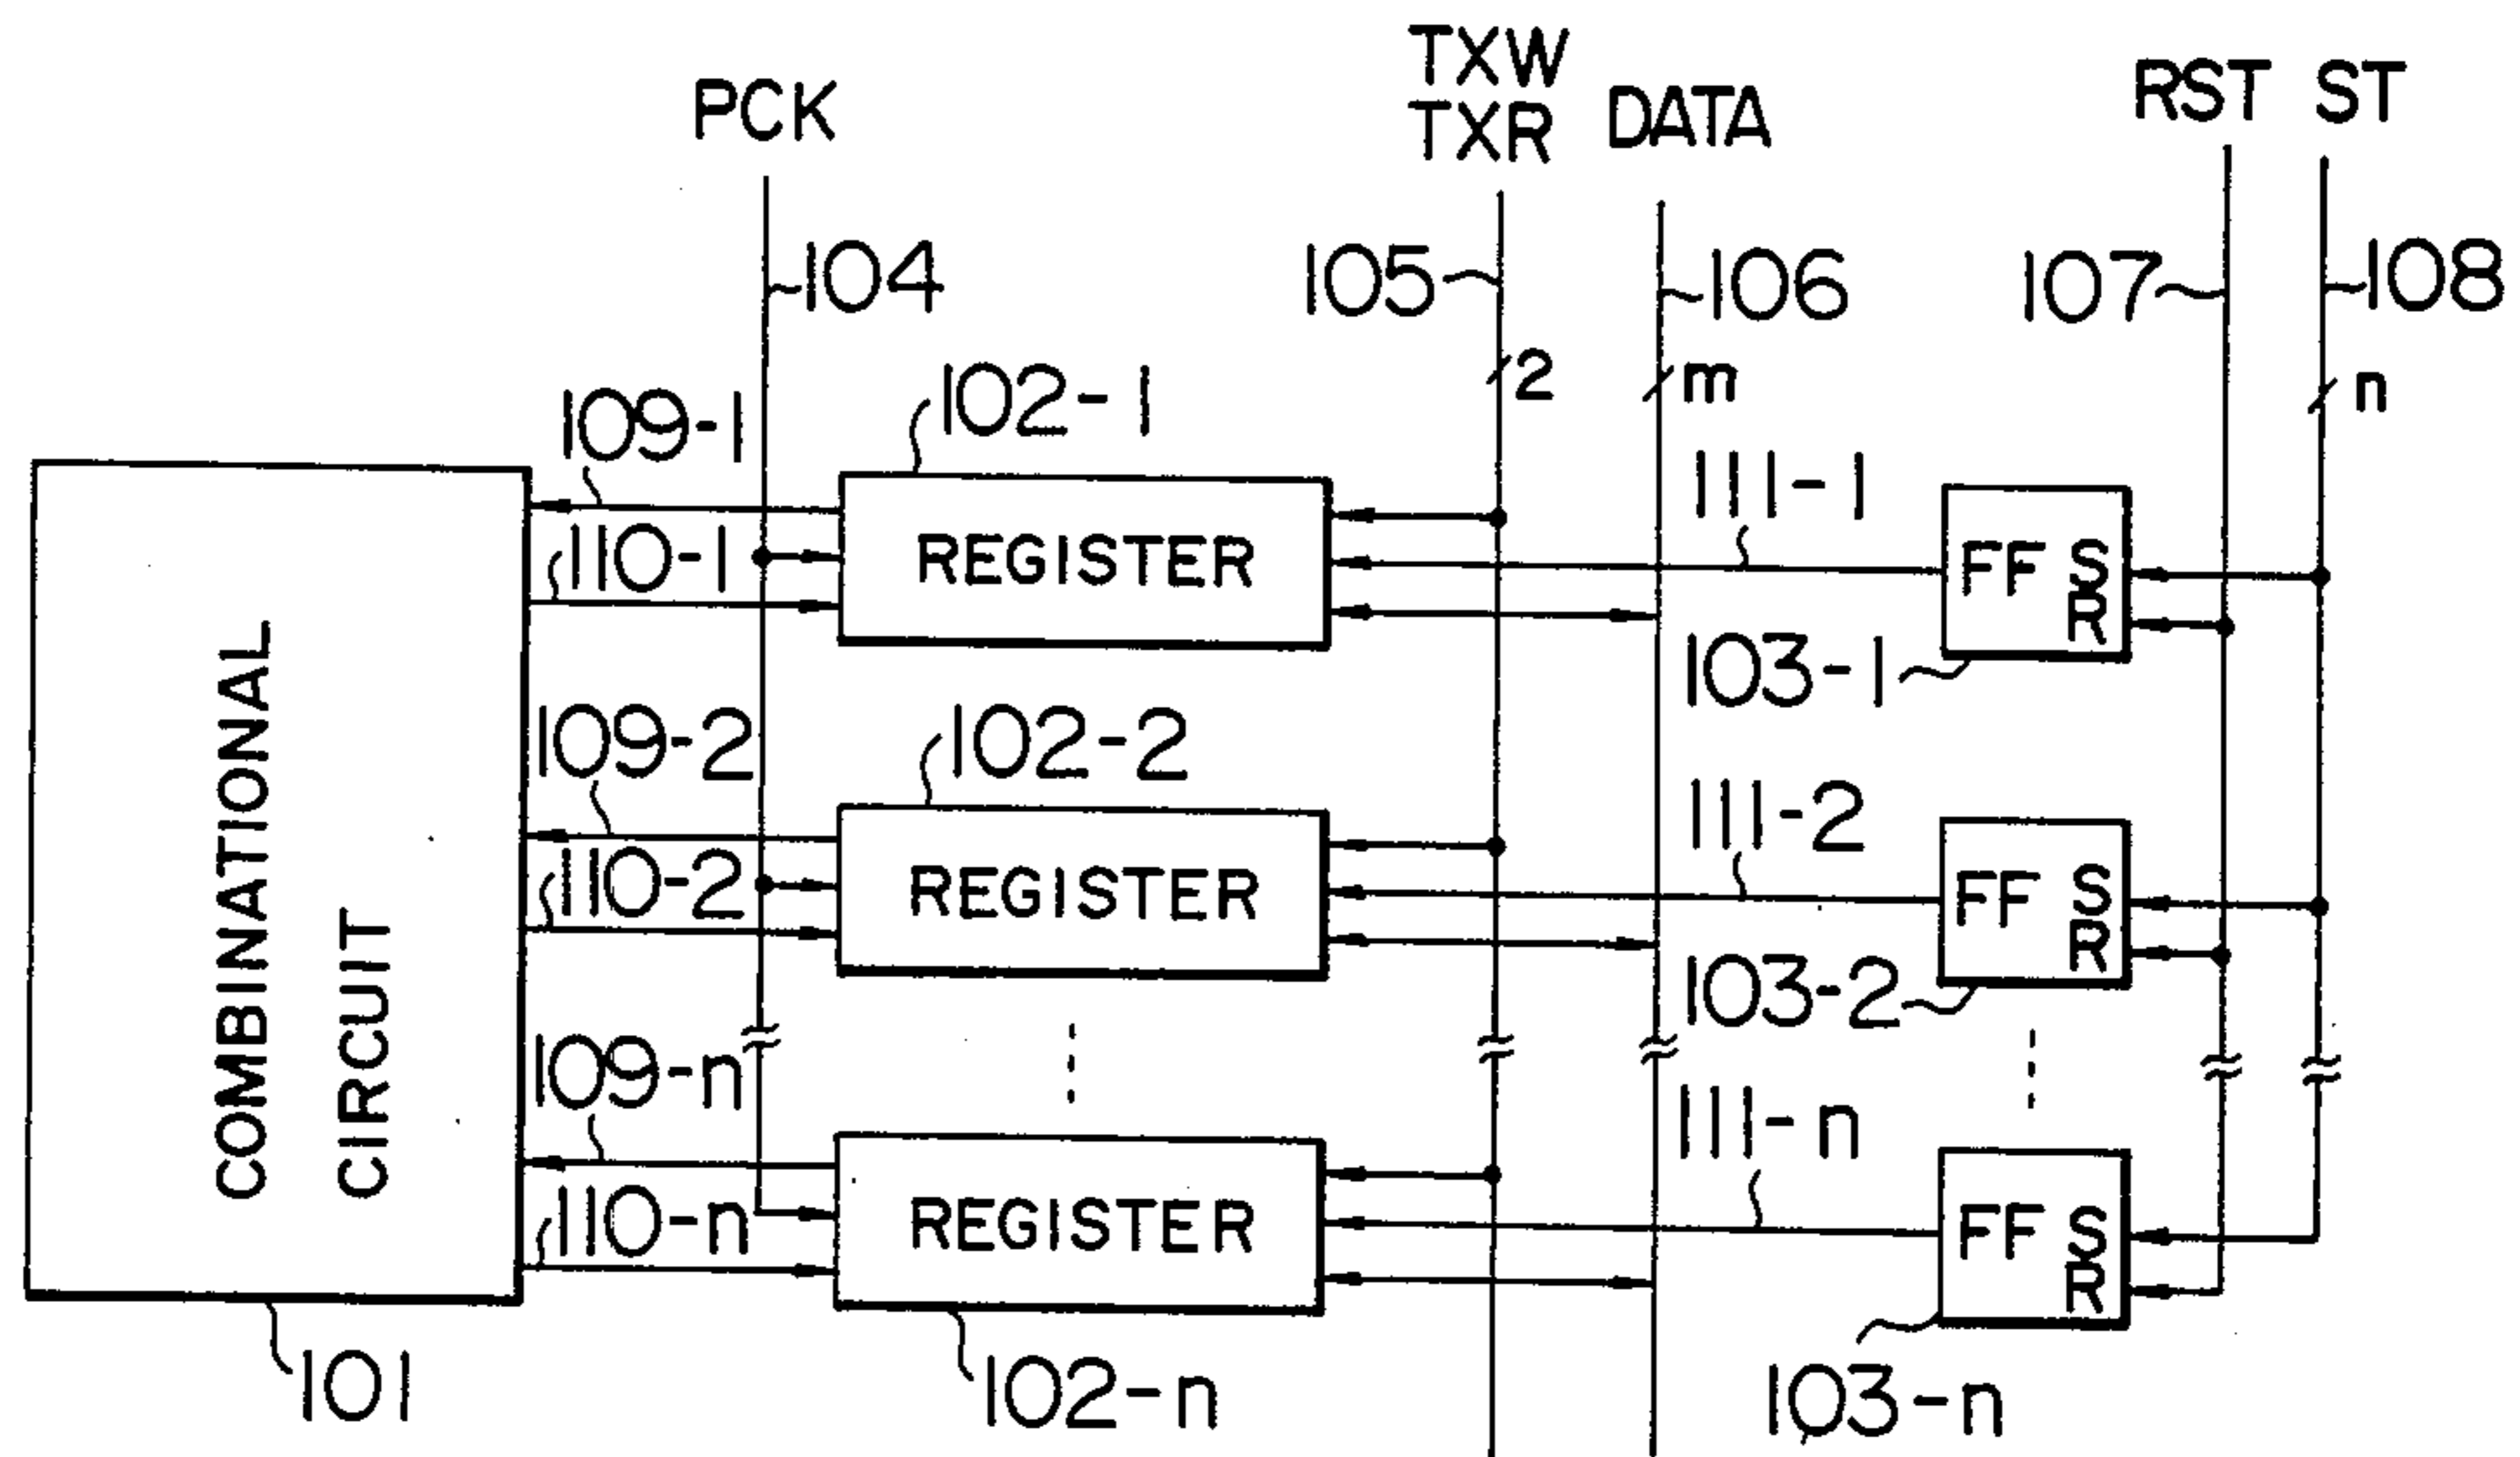 PCK
TXW
TXR
DATA
RST
ST
104
105
106
107
108
2
m
n
109-1
102-1
111-1
110-1
REGISTER
FF S
R
103-1
109-2
102-2
111-2
110-2
REGISTER
FF S
R
103-2
109-n
111-n
110-n
REGISTER
FF S
R
COMBINATIONAL
CIRCUIT
101
102-n
103-n